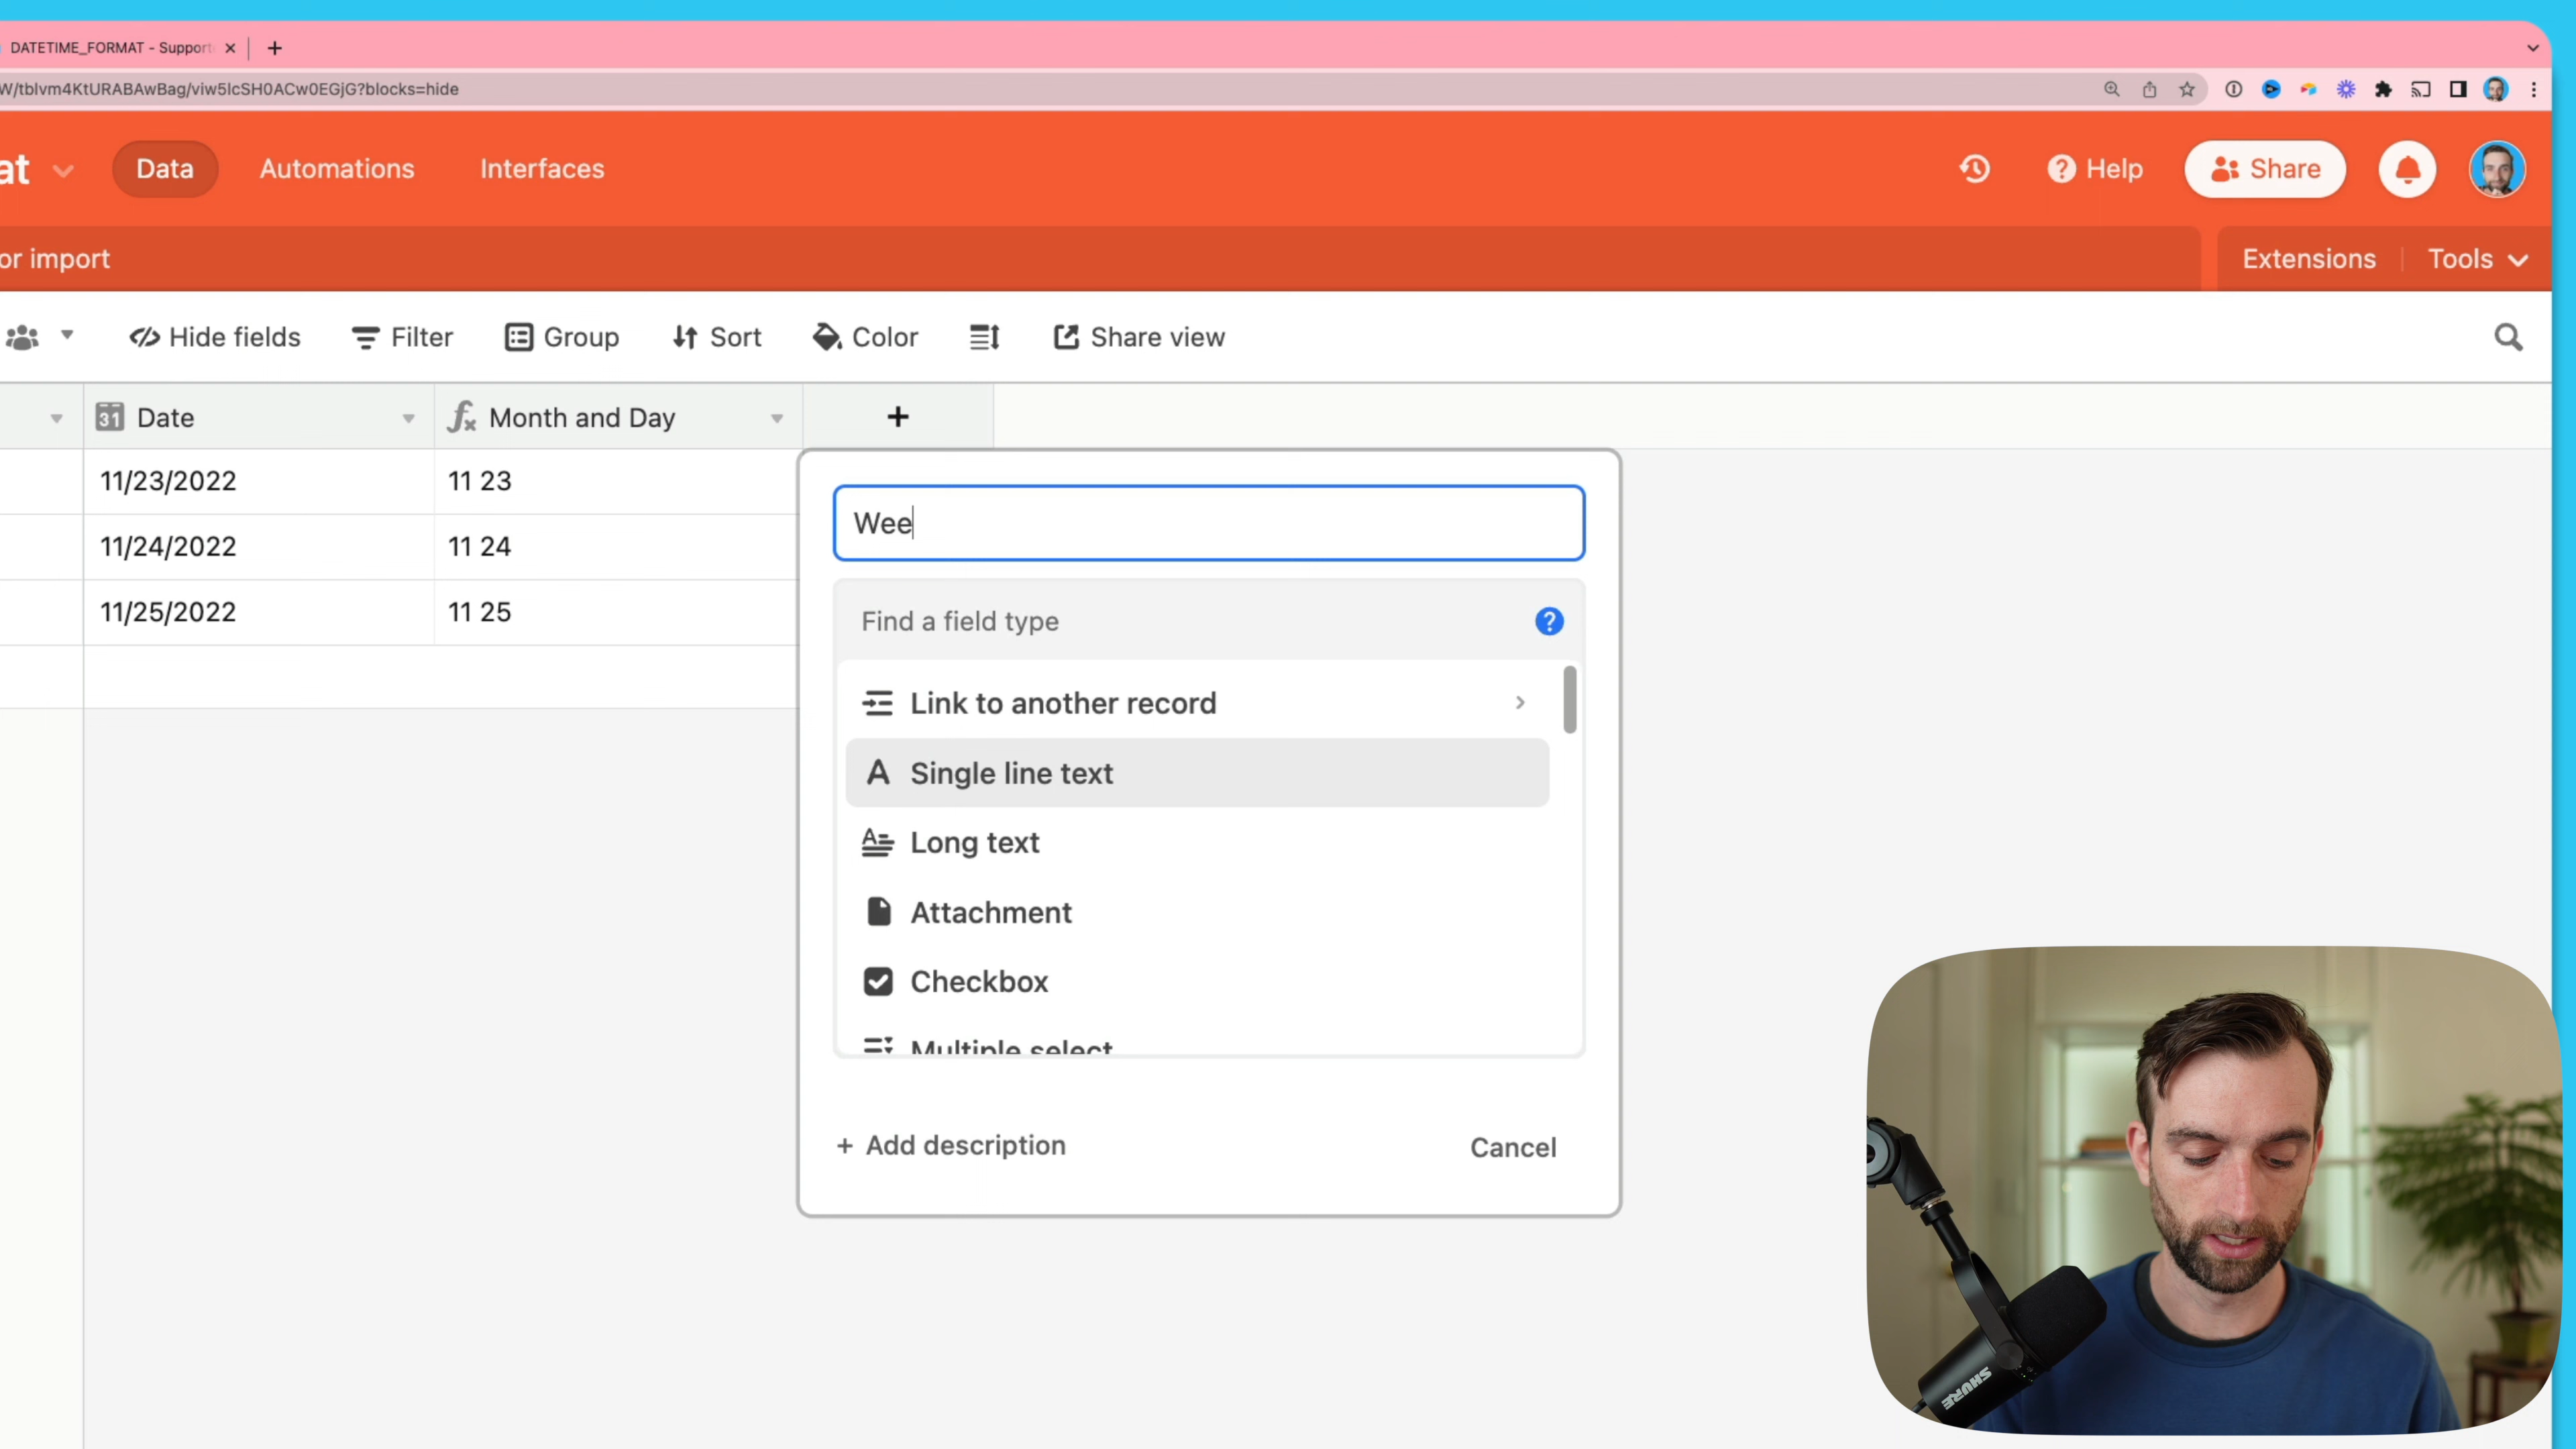 DATETIME_FORMAT - Support
W/tblvm4KtURABAwBag/viw5lcSH0ACw0EGjG?blocks=hide
at Data Automations Interfaces Help Share
or import Extensions Tools
Hide fields Filter Group Sort Color Share view
31 Date fx Month and Day +
11/23/2022 11 23
11/24/2022 11 24
11/25/2022 11 25
Wee
Find a field type ?
Link to another record
A Single line text
Long text
Attachment
Checkbox
Multiple select
+ Add description Cancel
SHURE